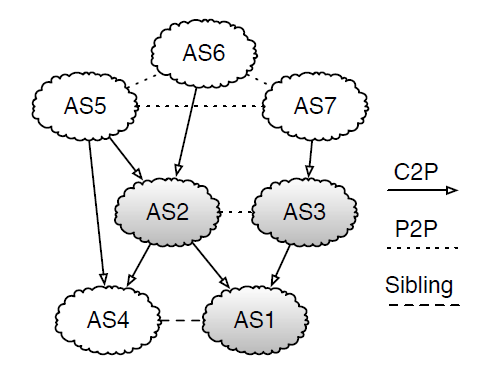 AS6
AS5
AS7
C2P
AS2
AS3
P2P
Sibling
AS4
AS1